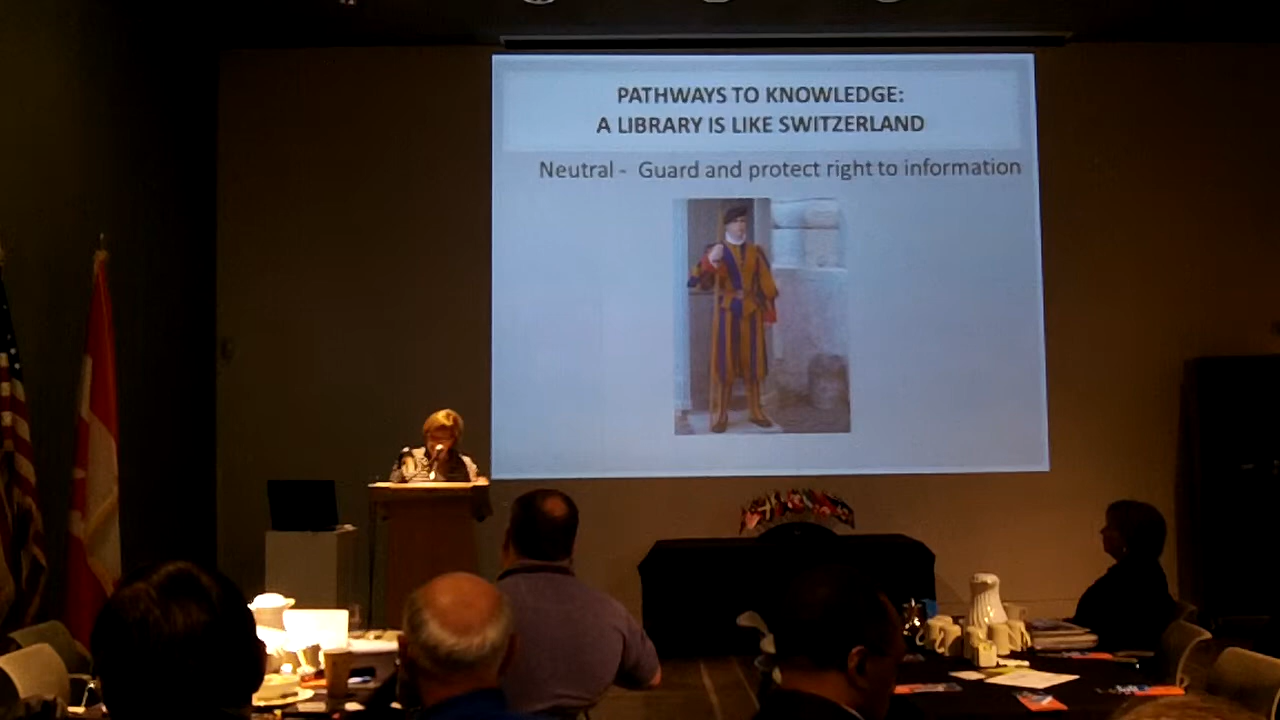 PATHWAYS TO KNOWLEDGE:
A LIBRARY IS LIKE SWITZERLAND
Neutral - Guard and protect right to information